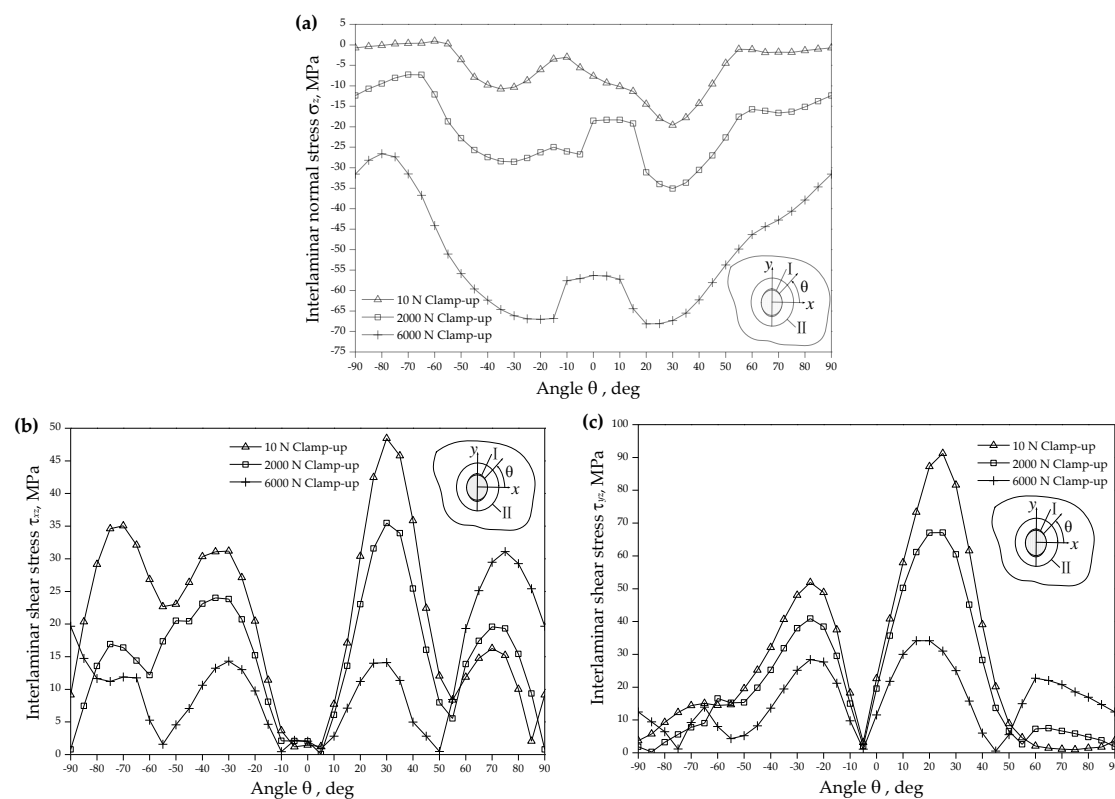 (a)
5
0
-5
-10
-15
-20
-25
-30
-35
-40
-45
-50
-55
-60
-65
-70
-75
Interlaminar normal stress σz, MPa
10 N Clamp-up
2000 N Clamp-up
6000 N Clamp-up
y I
θ
x
II
-90 -80 -70 -60 -50 -40 -30 -20 -10 0 10 20 30 40 50 60 70 80 90
Angle θ , deg
(b)
50
45
40
35
30
25
20
15
10
5
0
Interlaminar shear stress τxz, MPa
10 N Clamp-up
2000 N Clamp-up
6000 N Clamp-up
y I
θ
x
II
-90 -80 -70 -60 -50 -40 -30 -20 -10 0 10 20 30 40 50 60 70 80 90
Angle θ, deg
(c)
100
90
80
70
60
50
40
30
20
10
0
Interlaminar shear stress τyz, MPa
10 N Clamp-up
2000 N Clamp-up
6000 N Clamp-up
y I
θ
x
II
-90 -80 -70 -60 -50 -40 -30 -20 -10 0 10 20 30 40 50 60 70 80 90
Angle θ, deg